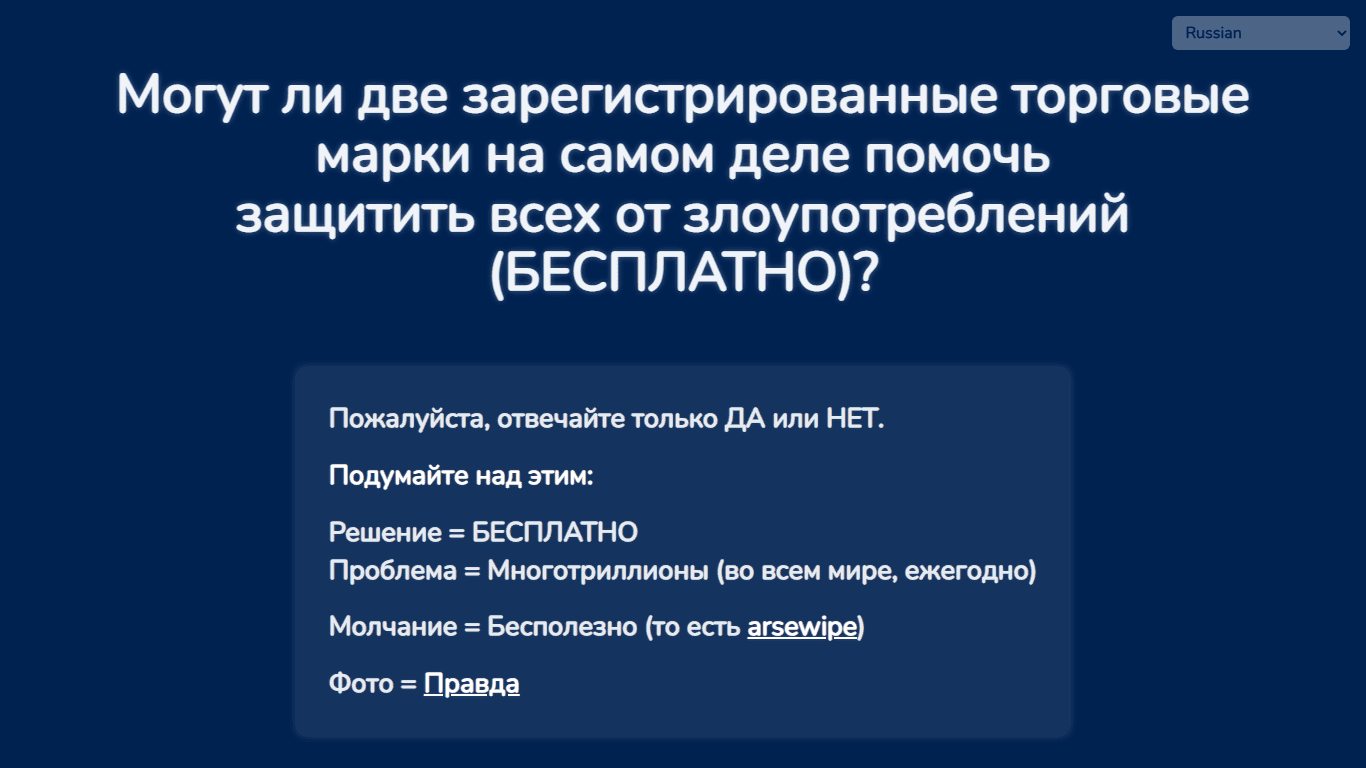 Russian
Могут ли две зарегистрированные торговые
марки на самом деле помочь
защитить всех от злоупотреблений
(БЕСПЛАТНО)?
Пожалуйста, отвечайте только ДА или НЕТ.
Подумайте над этим:
Решение = БЕСПЛАТНО
Проблема = Многотриллионы (во всем мире, ежегодно)
Молчание = Бесполезно (то есть arsewipe)
Фото = Правда